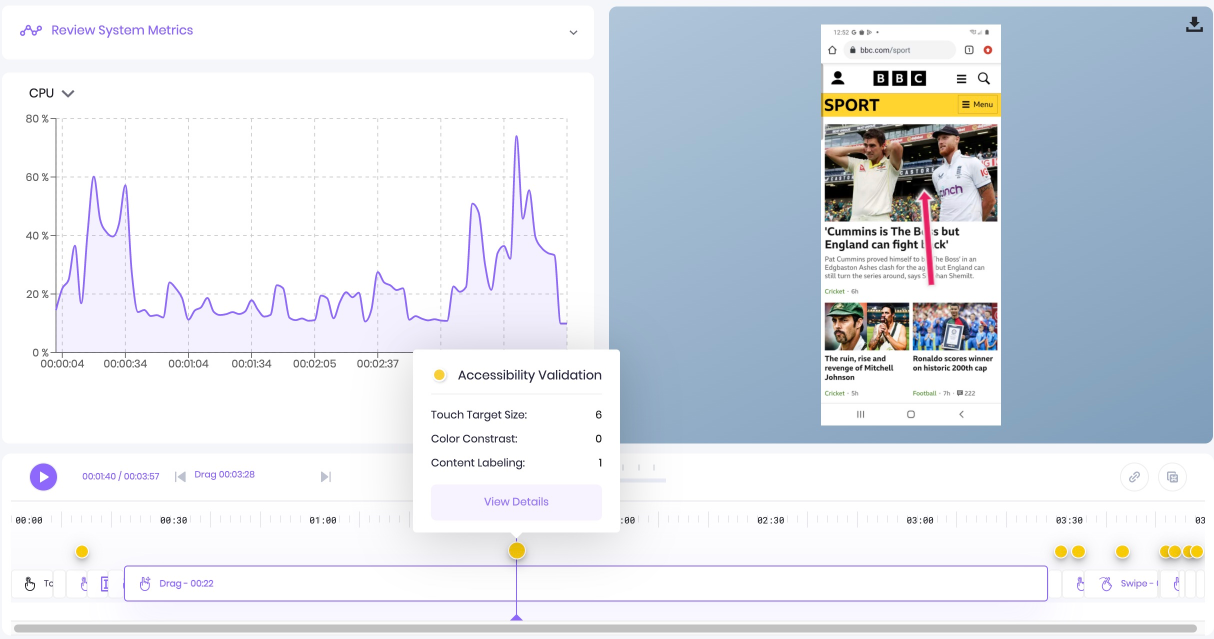 Review System Metrics
CPU
80 %
60 %
40 %
20 %
0 %
00:00:04 00:00:34 00:01:04 00:01:34 00:02:05 00:02:37
12:52 G
bbc.com/sport
1
BBC
SPORT
Menu
'Cummins is The B s but
England can fight ck'
Pat Cummins proved himself to b The Boss' in an
Edgbaston Ashes clash for the ag but England can
still turn the series around, says S han Shemilt.
Cricket - 6h
The ruin, rise and
revenge of Mitchell
Johnson
Cricket - 5h
Ronaldo scores winner
on historic 200th cap
Football - 7h - 222
Accessibility Validation
Touch Target Size: 6
Color Constrast: 0
Content Labeling: 1
View Details
00:01:40 / 00:03:57
Drag 00:03:28
00:00 00:30 01:00 :00 02:30 03:00 03:30 03
To
Drag - 00:22
Swipe -